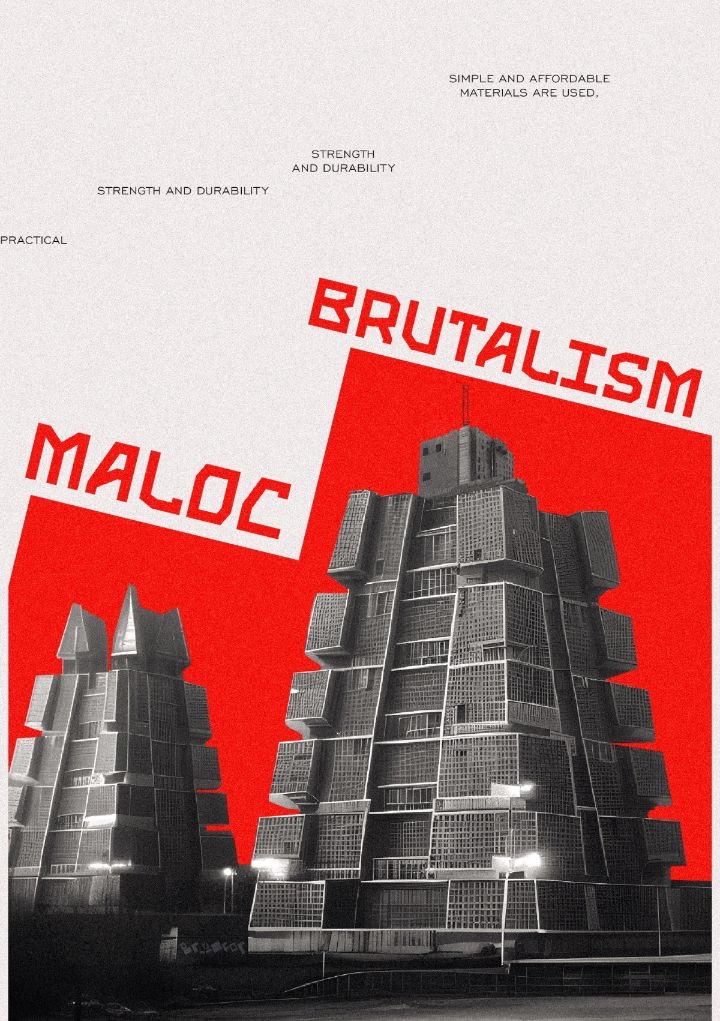 SIMPLE AND AFFORDABLE
MATERIALS ARE USED,
STRENGTH
AND DURABILITY
STRENGTH AND DURABILITY
PRACTICAL
BRUTALISM
MALOC